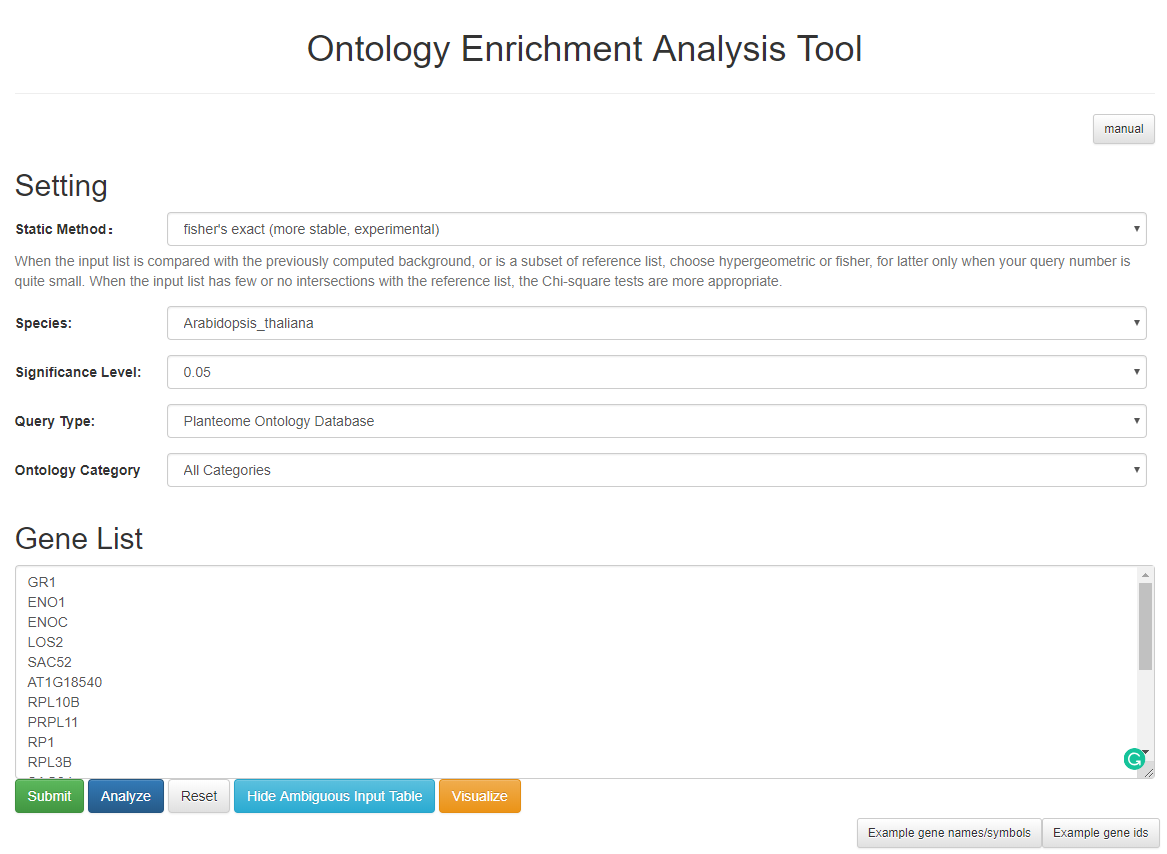 Ontology Enrichment Analysis Tool
manual
Setting
Static Method:
fisher's exact (more stable, experimental)
When the input list is compared with the previously computed background, or is a subset of reference list, choose hypergeometric or fisher, for latter only when your query number is
quite small. When the input list has few or no intersections with the reference list, the Chi-square tests are more appropriate.
Species:
Arabidopsis_thaliana
Significance Level:
0.05
Query Type:
Planteome Ontology Database
Ontology Category
All Categories
Gene List
GR1
ENO1
ENOC
LOS2
SAC52
AT1G18540
RPL10B
PRPL11
RP1
RPL3B
Submit
Analyze
Reset
Hide Ambiguous Input Table
Visualize
Example gene names/symbols
Example gene ids